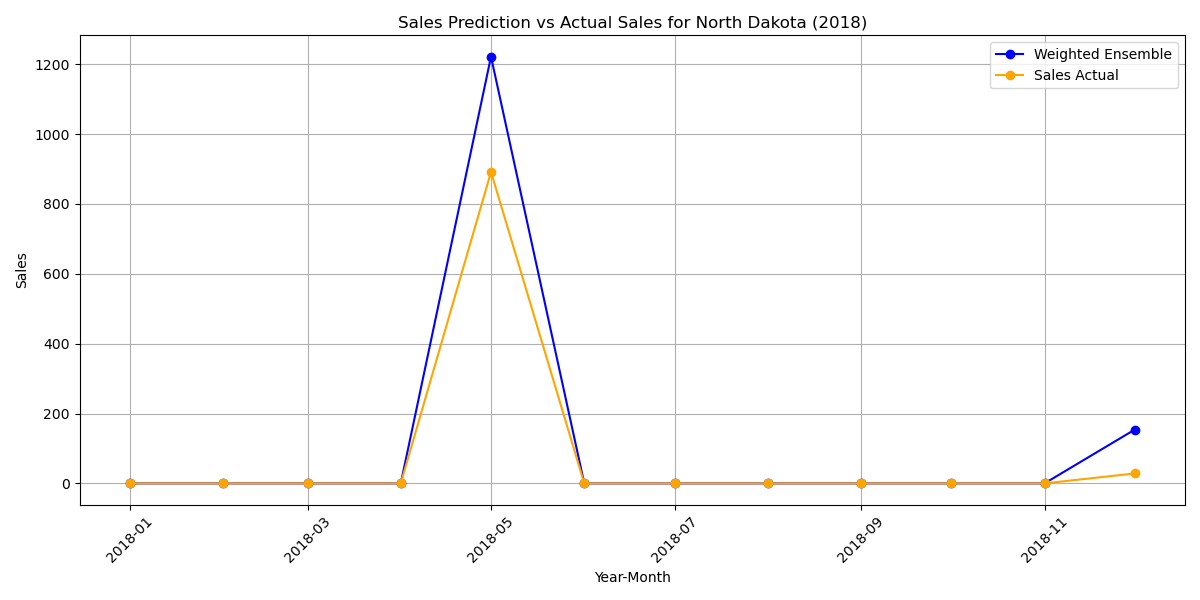 Sales Prediction vs Actual Sales for North Dakota (2018)
Weighted Ensemble
Sales Actual
Sales
1200
1000
800
600
400
200
0
2018-01
2018-03
2018-05
2018-07
2018-09
2018-11
Year-Month